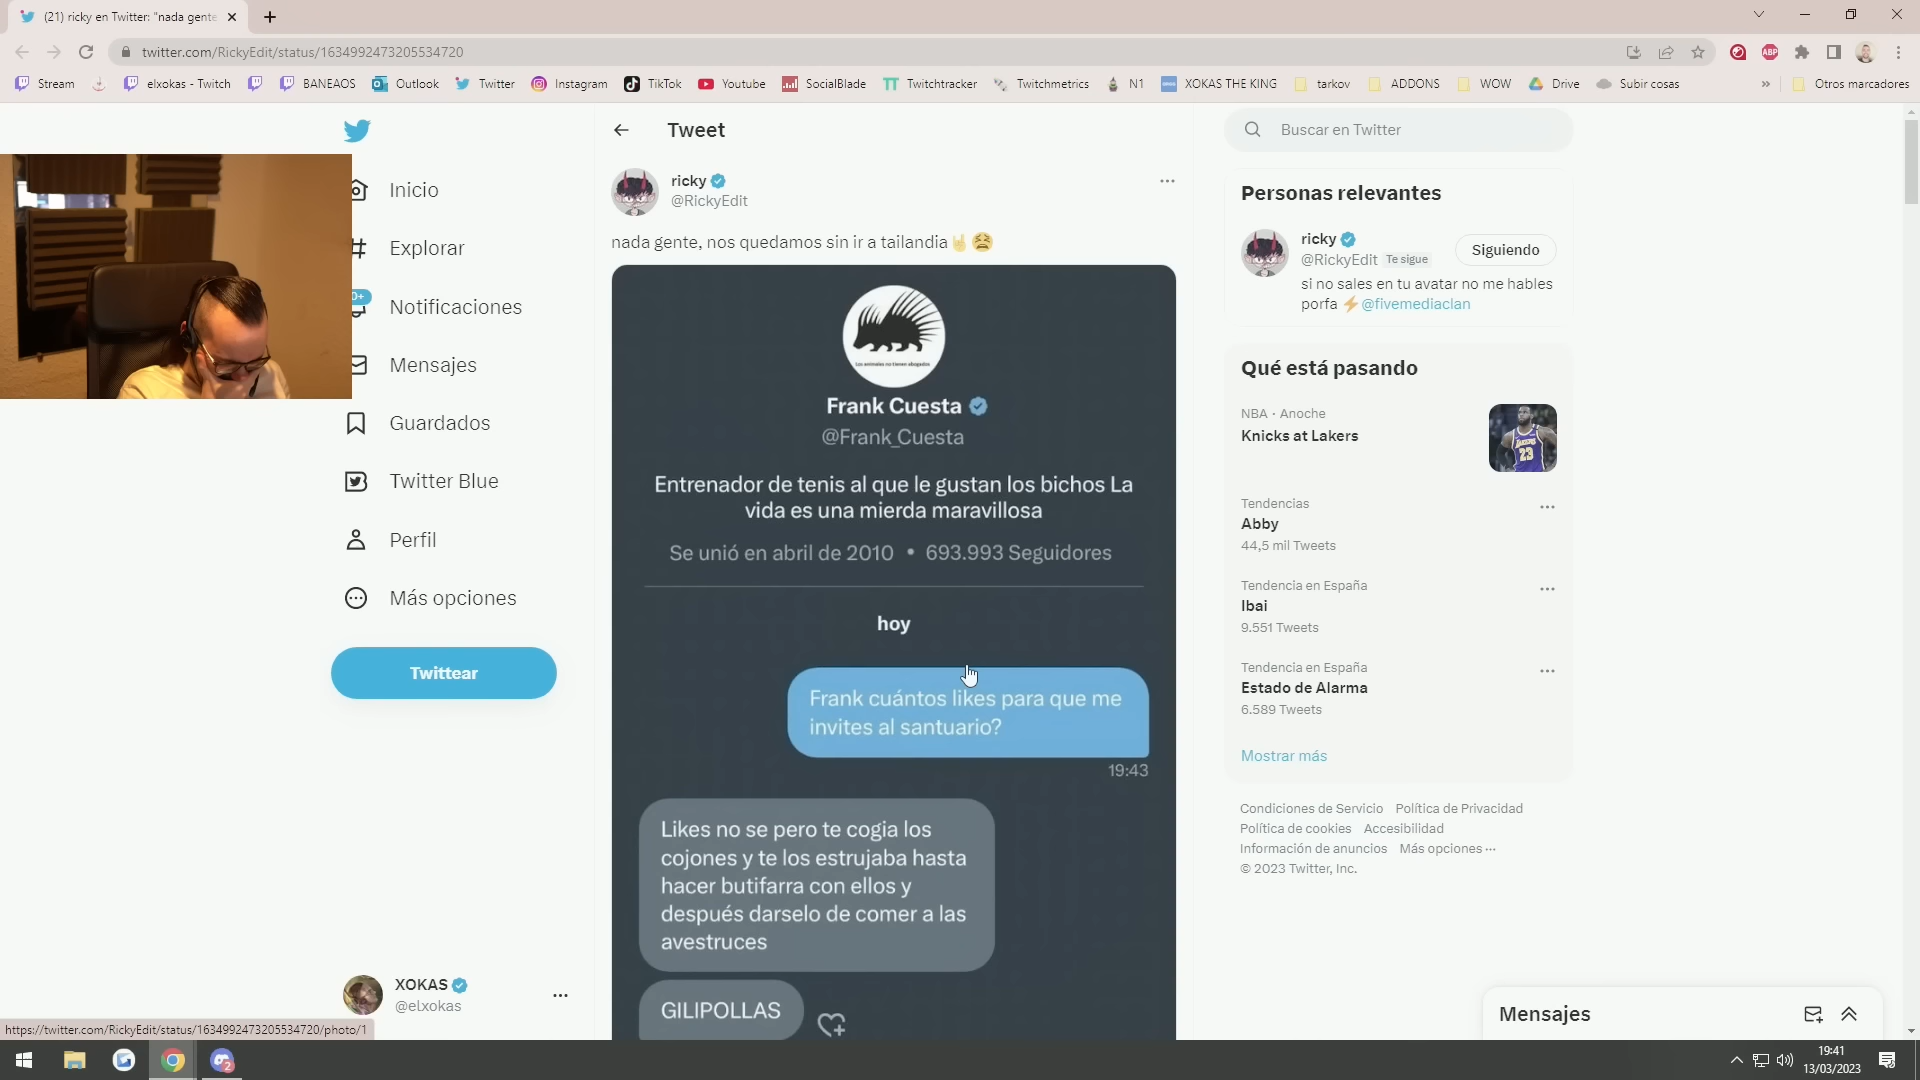 (21) ricky en Twitter: "nada gente
twitter.com/RickyEdit/status/1634992473205534720
Stream
elxokas - Twitch
BANEAOS
Outlook
Twitter
Instagram
TikTok
Youtube
SocialBlade
Twitchtracker
Twitchmetrics
N1
XOKAS THE KING
tarkov
ADDONS
WOW
Drive
Subir cosas
Otros marcadores
Inicio
Explorar
Notificaciones
Mensajes
Guardados
Twitter Blue
Perfil
Más opciones
Twittear
XOKAS
@elxokas
https://twitter.com/RickyEdit/status/1634992473205534720/photo/1
Tweet
ricky
@RickyEdit
nada gente, nos quedamos sin ir a tailandia🤘😫
Los animales no tienen abogados
Frank Cuesta
@Frank_Cuesta
Entrenador de tenis al que le gustan los bichos La
vida es una mierda maravillosa
Se unió en abril de 2010 • 693.993 Seguidores
hoy
Frank cuántos likes para que me
invites al santuario?
19:43
Likes no se pero te cogia los
cojones y te los estrujaba hasta
hacer butifarra con ellos y
después darselo de comer a las
avestruces
GILIPOLLAS
Buscar en Twitter
Personas relevantes
ricky
@RickyEdit Te sigue
Siguiendo
si no sales en tu avatar no me hables
porfa ⚡@fivemediaclan
Qué está pasando
NBA · Anoche
Knicks at Lakers
LAKERS
23
Tendencias
Abby
44,5 mil Tweets
Tendencia en España
Ibai
9.551 Tweets
Tendencia en España
Estado de Alarma
6.589 Tweets
Mostrar más
Condiciones de Servicio Política de Privacidad
Política de cookies Accesibilidad
Información de anuncios Más opciones ···
© 2023 Twitter, Inc.
Mensajes
19:41
13/03/2023